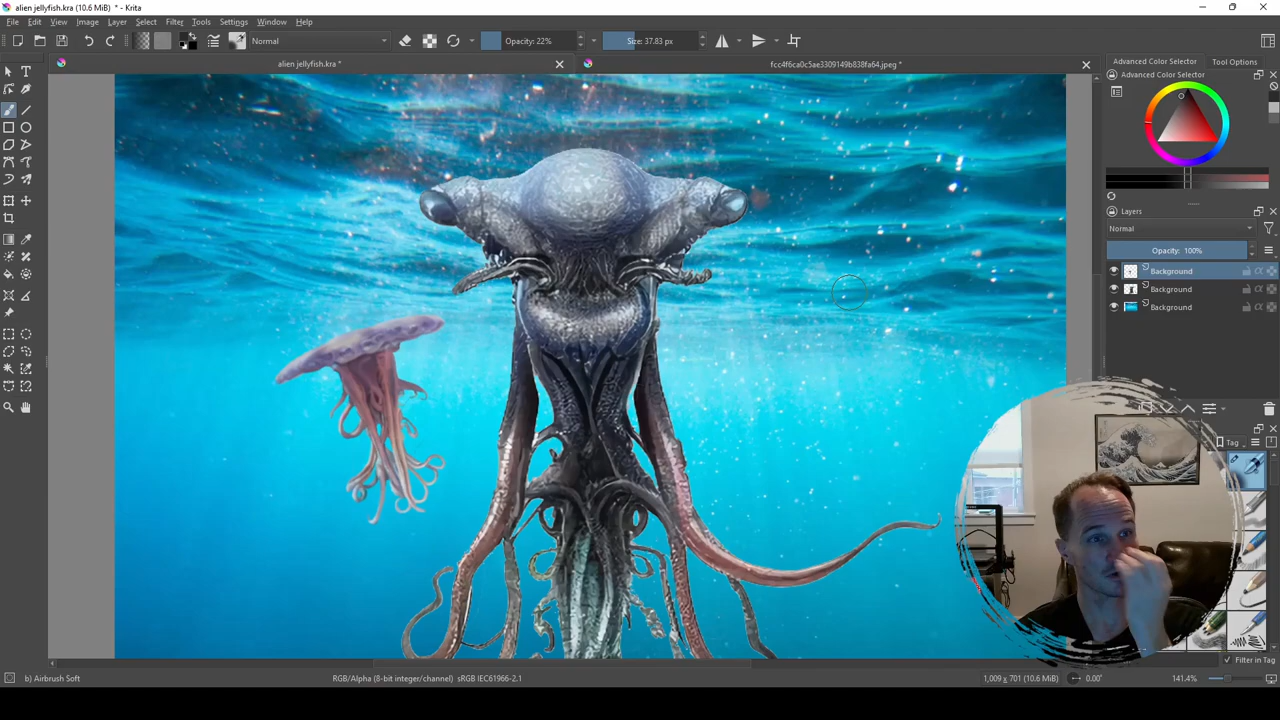 alien jellyfish.kra (10.6 MiB) * - Krita
File Edit View Image Layer Select Filter Tools Settings Window Help
Normal Opacity: 22% Size: 37.83 px
alien jellyfish.kra * fcc4f6ca0c5ae3309149b838fa64.jpeg *
Advanced Color Selector Tool Options
Advanced Color Selector
Layers
Normal
Opacity: 100%
Background
Background
Background
Tag
Filter in Tag
b) Airbrush Soft RGB/Alpha (8-bit integer/channel) sRGB IEC61966-2.1 1,009 x 701 (10.6 MiB) 0.00° 141.4%